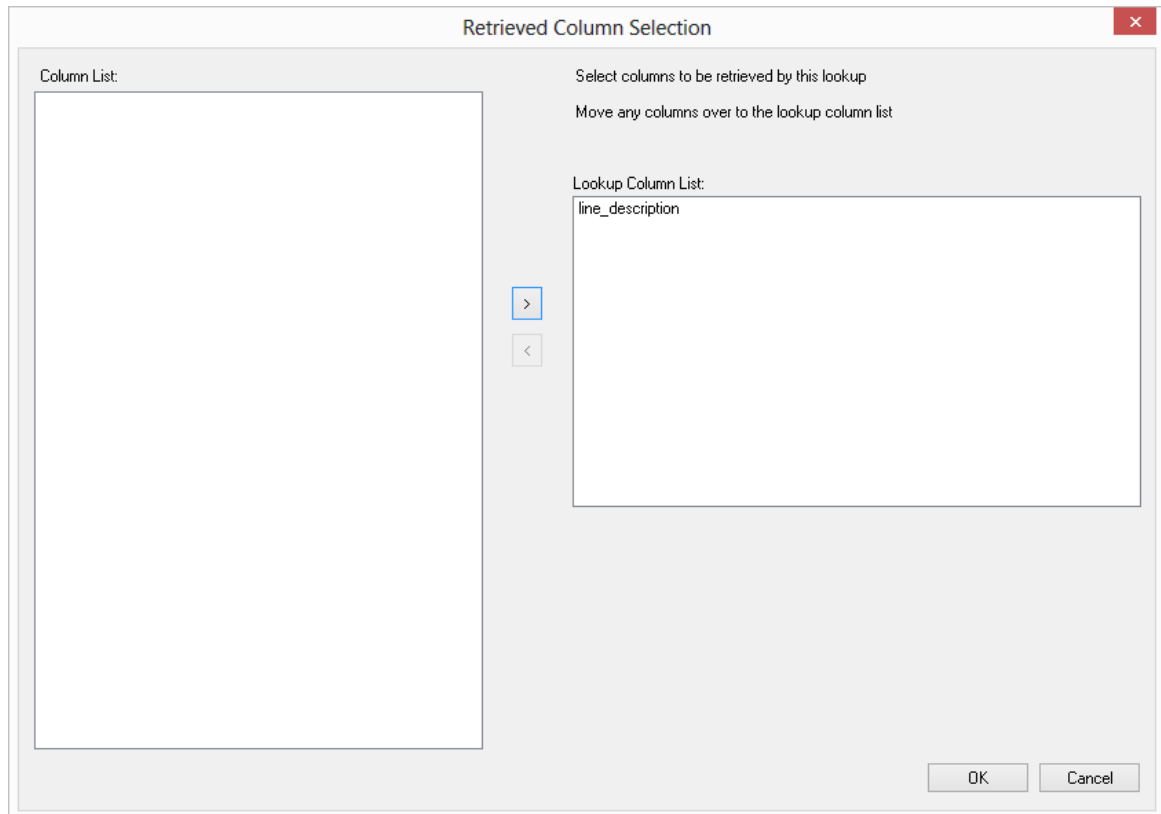 Retrieved Column Selection
×
Column List:
Select columns to be retrieved by this lookup
Move any columns over to the lookup column list
Lookup Column List:
line_description
>
<
OK
Cancel